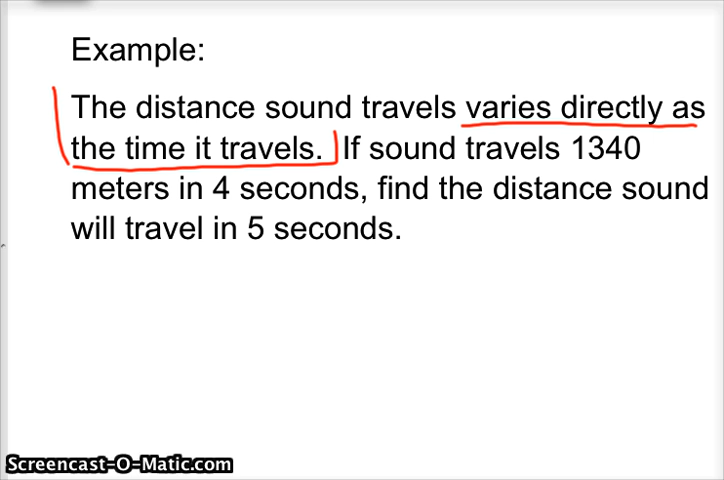 Example:
The distance sound travels varies directly as
the time it travels. If sound travels 1340
meters in 4 seconds, find the distance sound
will travel in 5 seconds.
Screencast-O-Matic.com